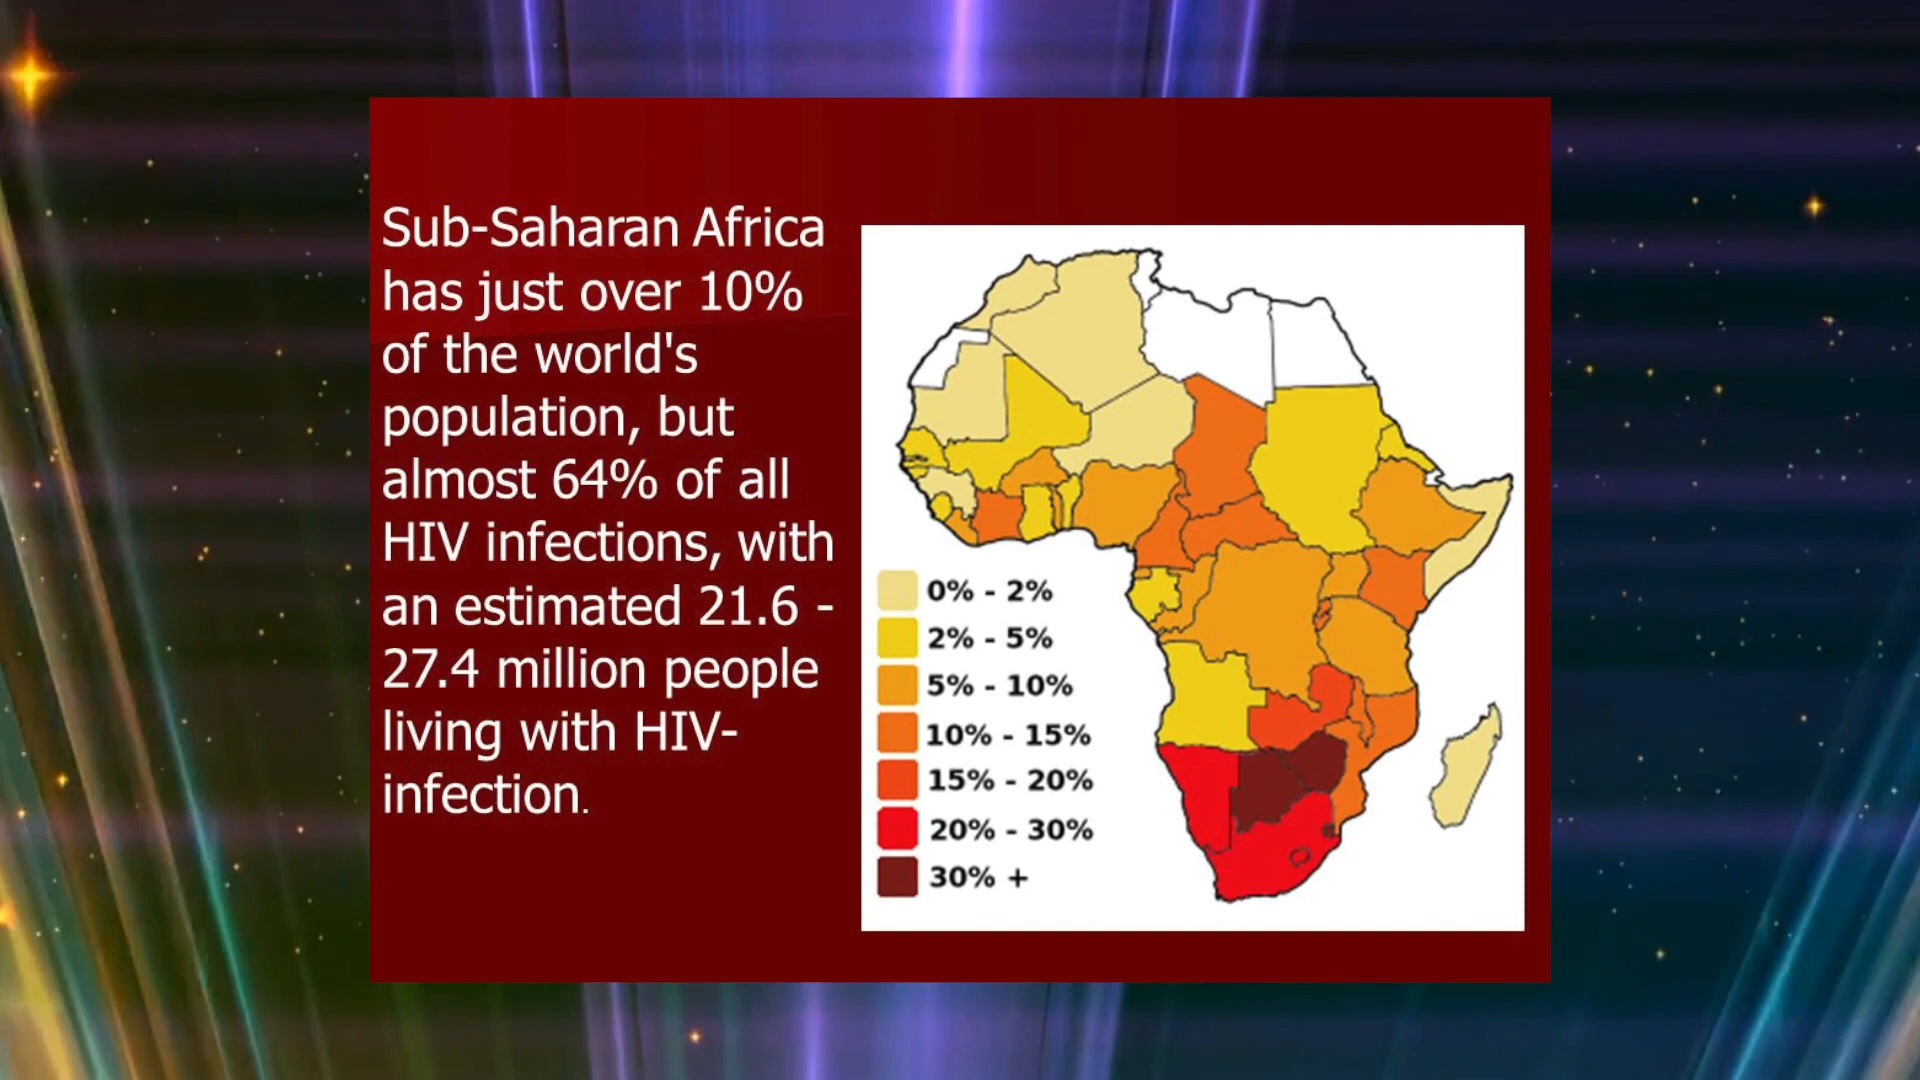 Sub-Saharan Africa
has just over 10%
of the world's
population, but
almost 64% of all
HIV infections, with
an estimated 21.6 -
27.4 million people
living with HIV-
infection.
0% - 2%
2% - 5%
5% - 10%
10% - 15%
15% - 20%
20% - 30%
30% +